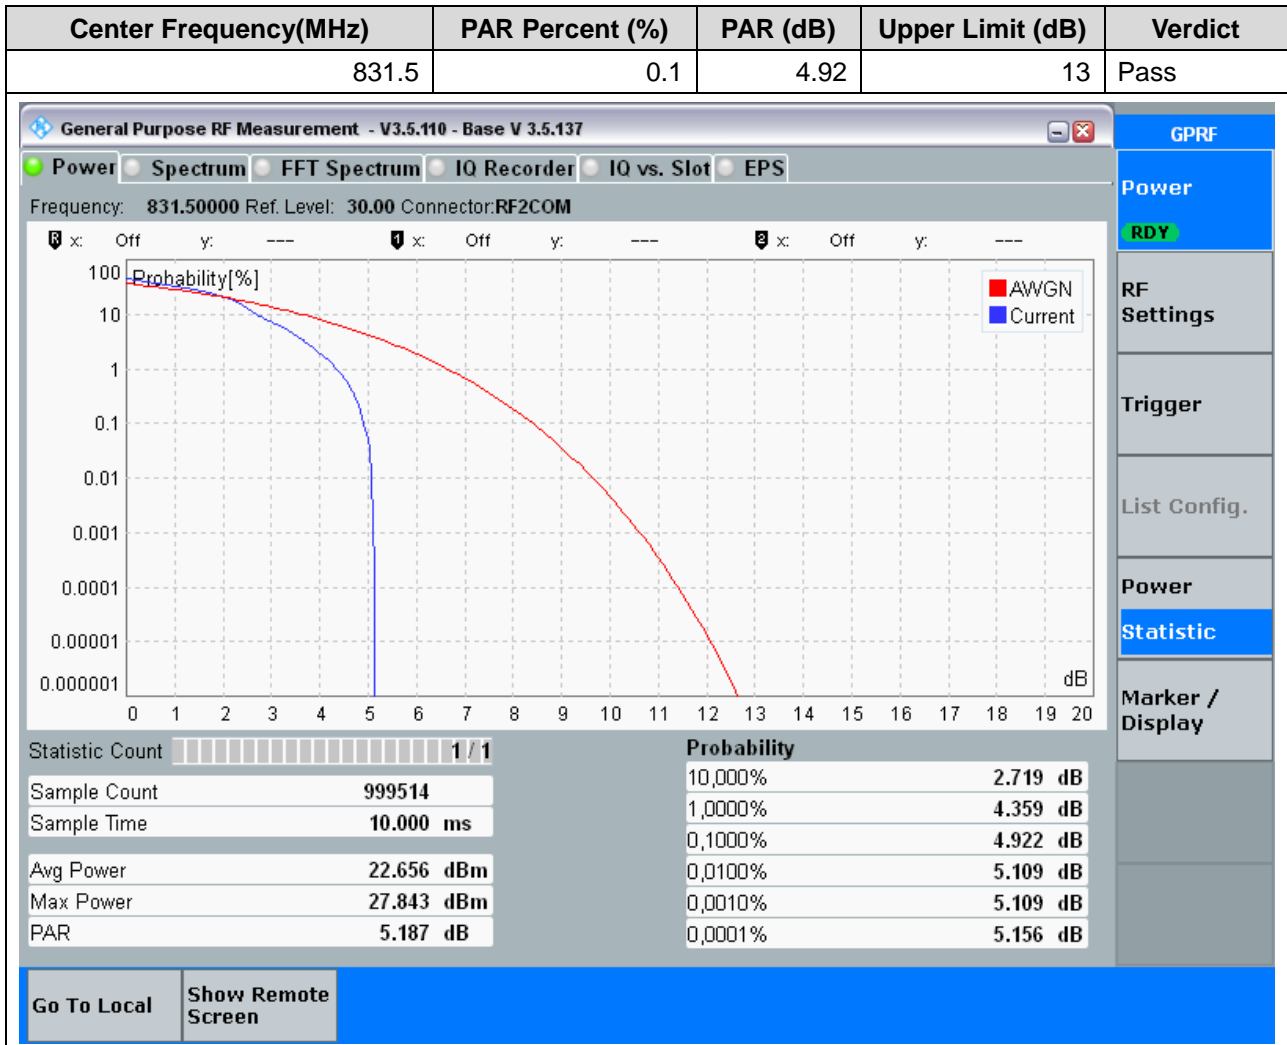 Center Frequency(MHz) PAR Percent (%) PAR (dB) Upper Limit (dB) Verdict
831.5 0.1 4.92 13 Pass
General Purpose RF Measurement - V3.5.110 - Base V 3.5.137
GPRF
Power Spectrum FFT Spectrum IQ Recorder IQ vs. Slot EPS
Power
RDY
Frequency: 831.50000 Ref. Level: 30.00 Connector:RF2COM
R x: Off y: --- 1 x: Off y: --- 2 x: Off y: ---
Probability[%]
AWGN
Current
100
10
1
0.1
0.01
0.001
0.0001
0.00001
0.000001
dB
0 1 2 3 4 5 6 7 8 9 10 11 12 13 14 15 16 17 18 19 20
RF
Settings
Trigger
List Config.
Power
Statistic
Marker /
Display
Statistic Count 1 / 1
Sample Count 999514
Sample Time 10.000 ms
Avg Power 22.656 dBm
Max Power 27.843 dBm
PAR 5.187 dB
Probability
10,000% 2.719 dB
1,0000% 4.359 dB
0,1000% 4.922 dB
0,0100% 5.109 dB
0,0010% 5.109 dB
0,0001% 5.156 dB
Go To Local
Show Remote
Screen